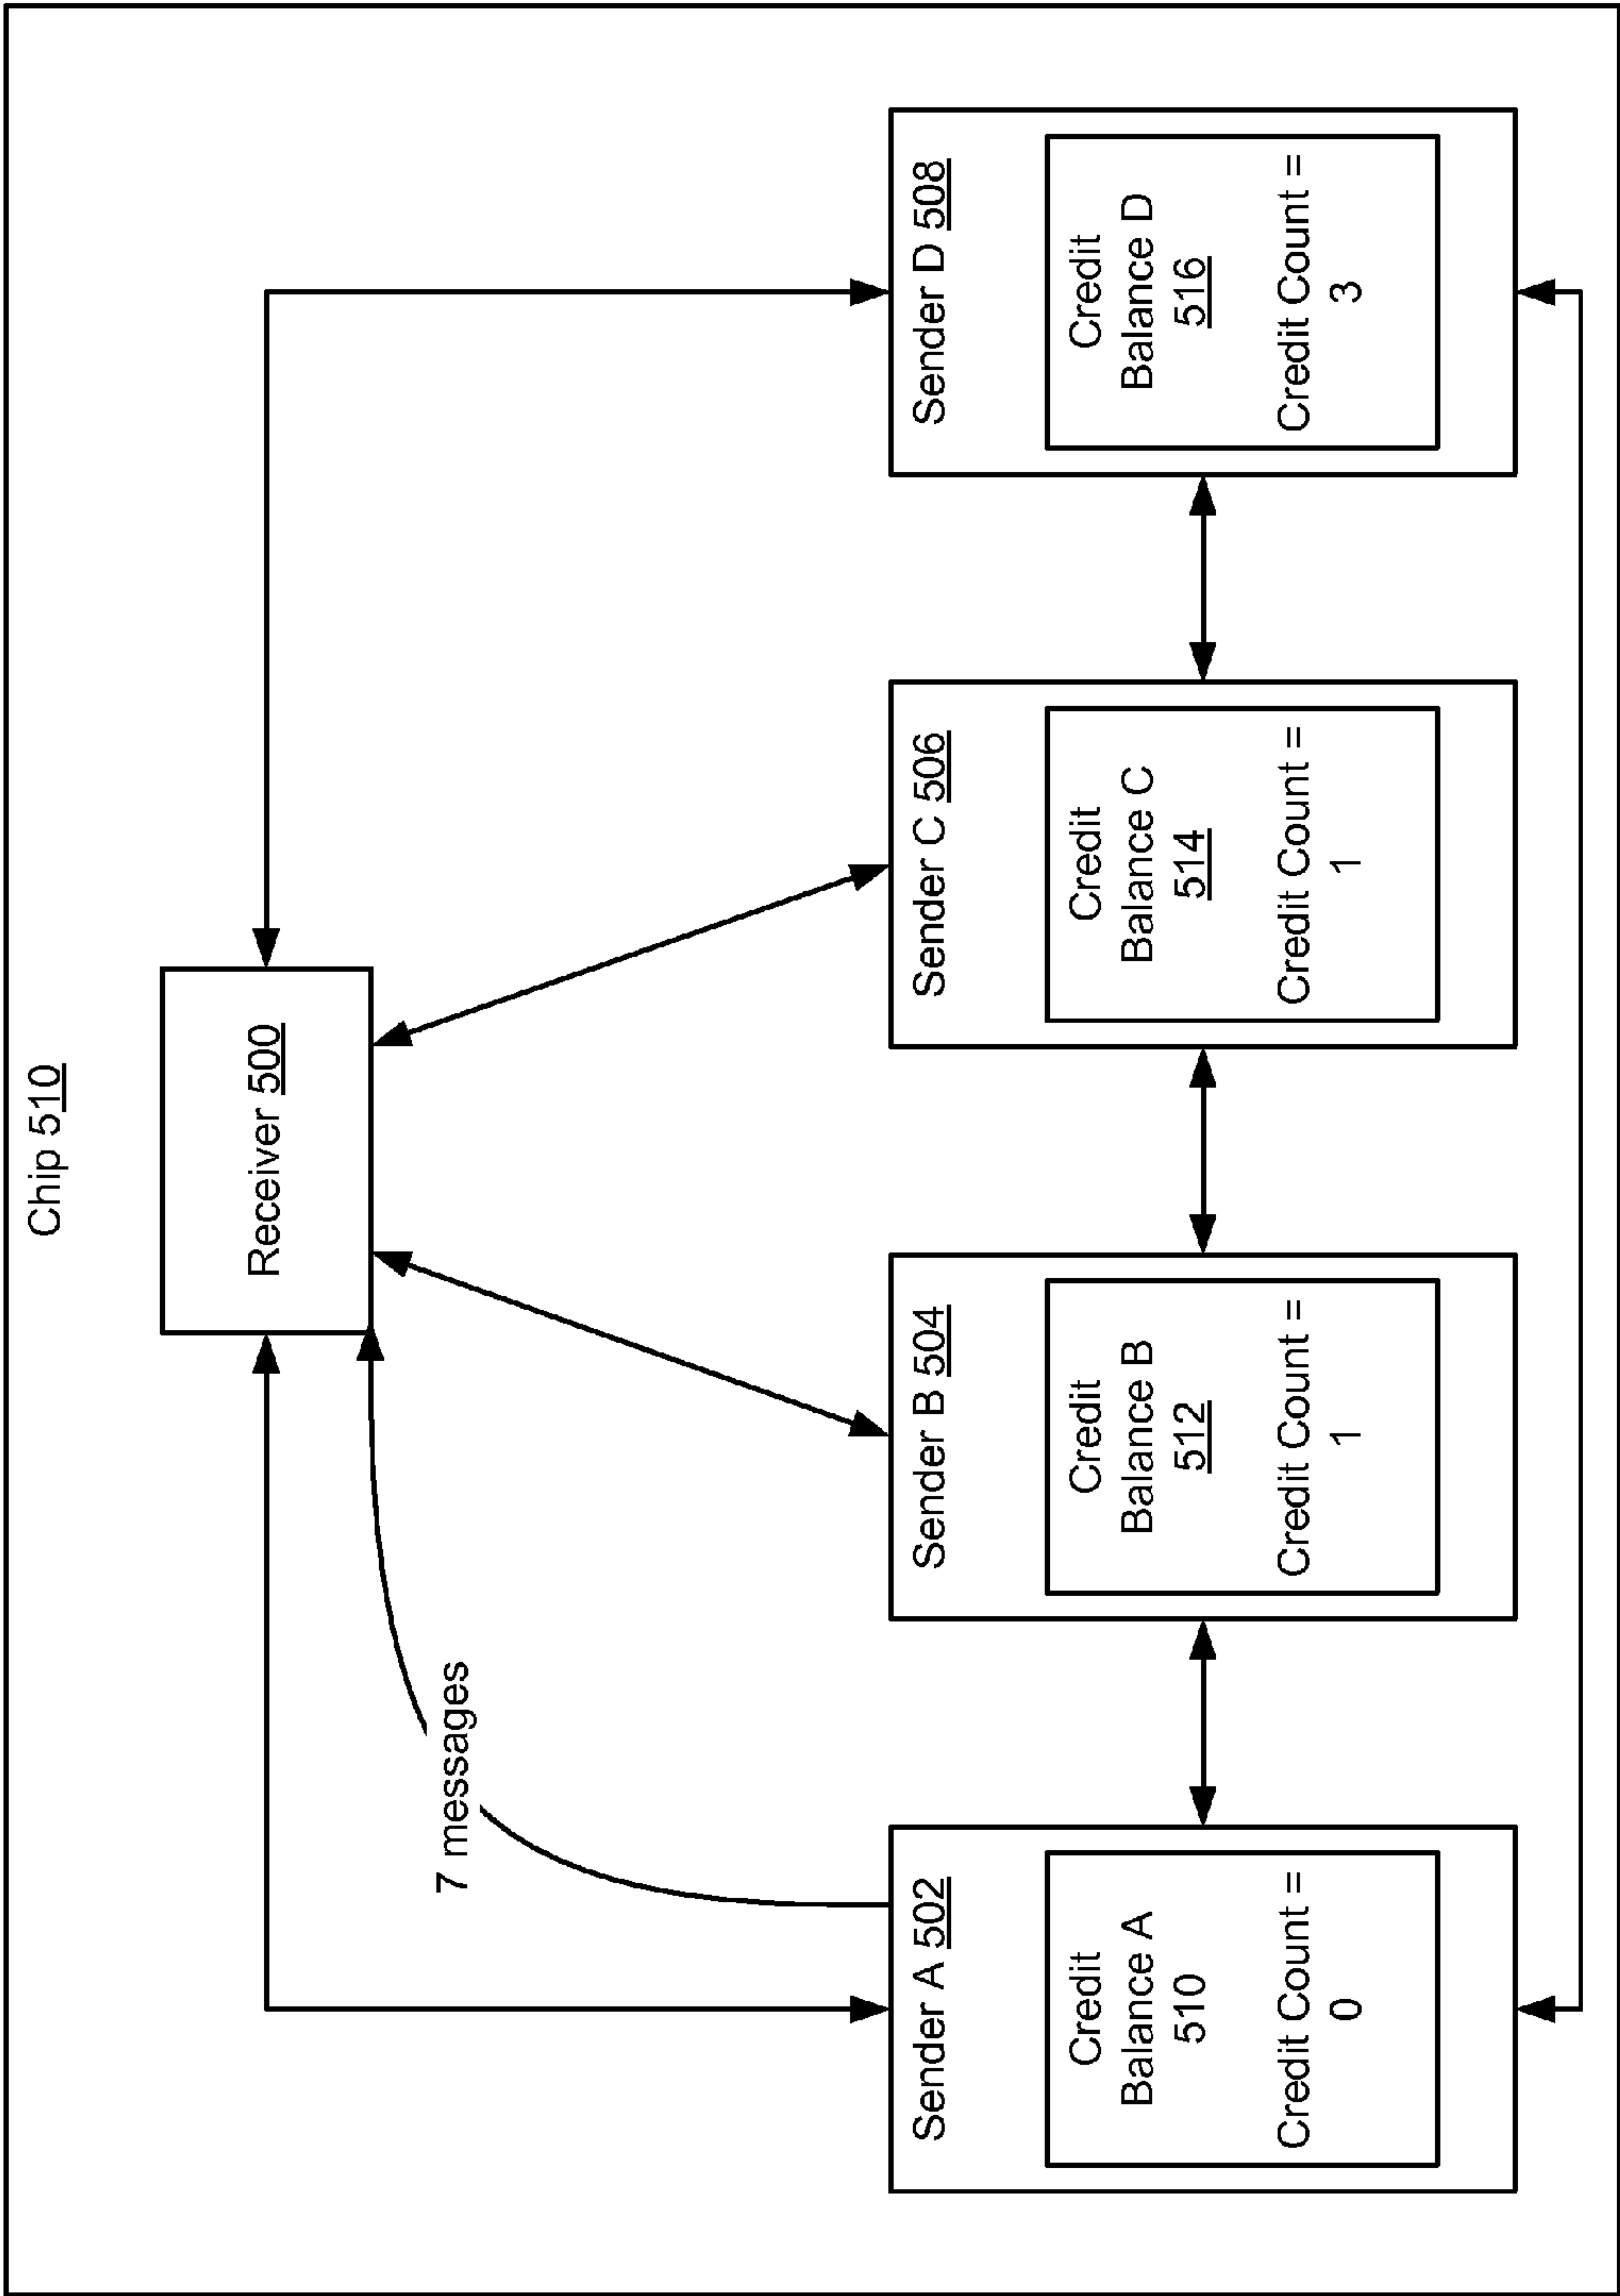 Chip 510
Receiver 500
7 messages
Sender A 502
Credit
Balance A
510
Credit Count =
0
Sender B 504
Credit
Balance B
512
Credit Count =
1
Sender C 506
Credit
Balance C
514
Credit Count =
1
Sender D 508
Credit
Balance D
516
Credit Count =
3